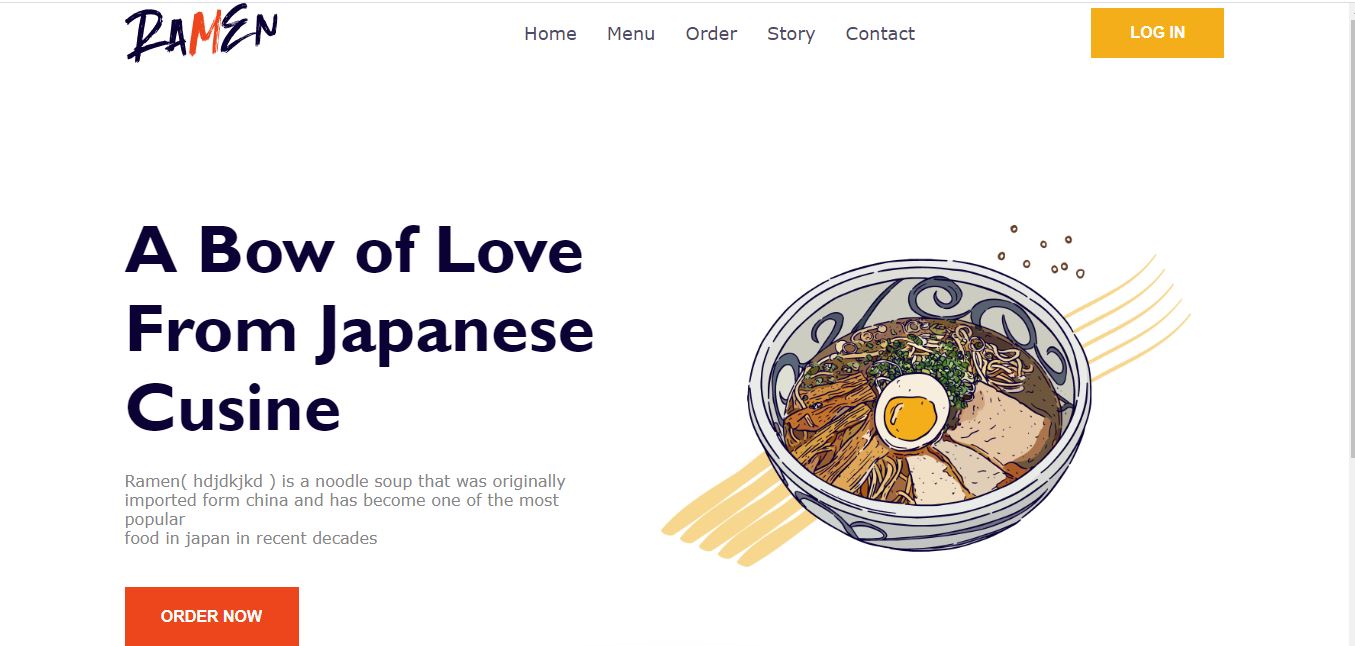 RAMEN
Home Menu Order Story Contact
LOG IN
A Bow of Love
From Japanese
Cusine
Ramen( hdjdkjkd ) is a noodle soup that was originally
imported form china and has become one of the most
popular
food in japan in recent decades
ORDER NOW